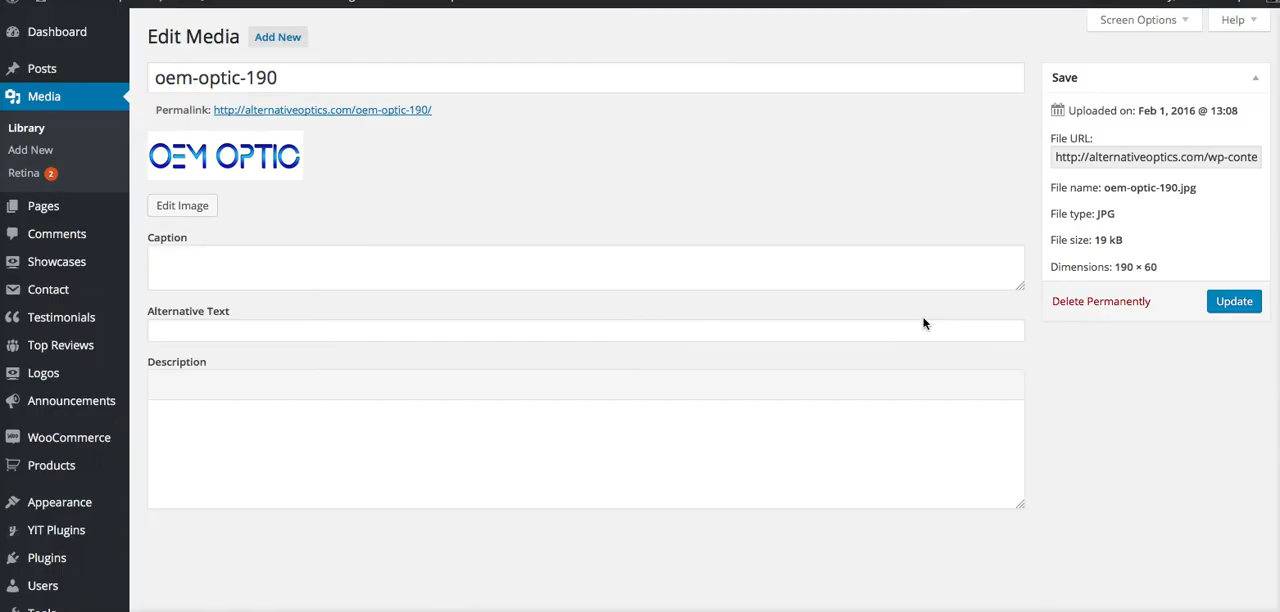 Screen Options
Help
Edit Media
Add New
oem-optic-190
Permalink: http://alternativeoptics.com/oem-optic-190/
OEM OPTIC
Edit Image
Caption
Alternative Text
Description
Save
Uploaded on: Feb 1, 2016 @ 13:08
File URL:
http://alternativeoptics.com/wp-conte
File name: oem-optic-190.jpg
File type: JPG
File size: 19 kB
Dimensions: 190 × 60
Delete Permanently
Update
Dashboard
Posts
Media
Library
Add New
Retina 2
Pages
Comments
Showcases
Contact
Testimonials
Top Reviews
Logos
Announcements
WooCommerce
Products
Appearance
YIT Plugins
Plugins
Users